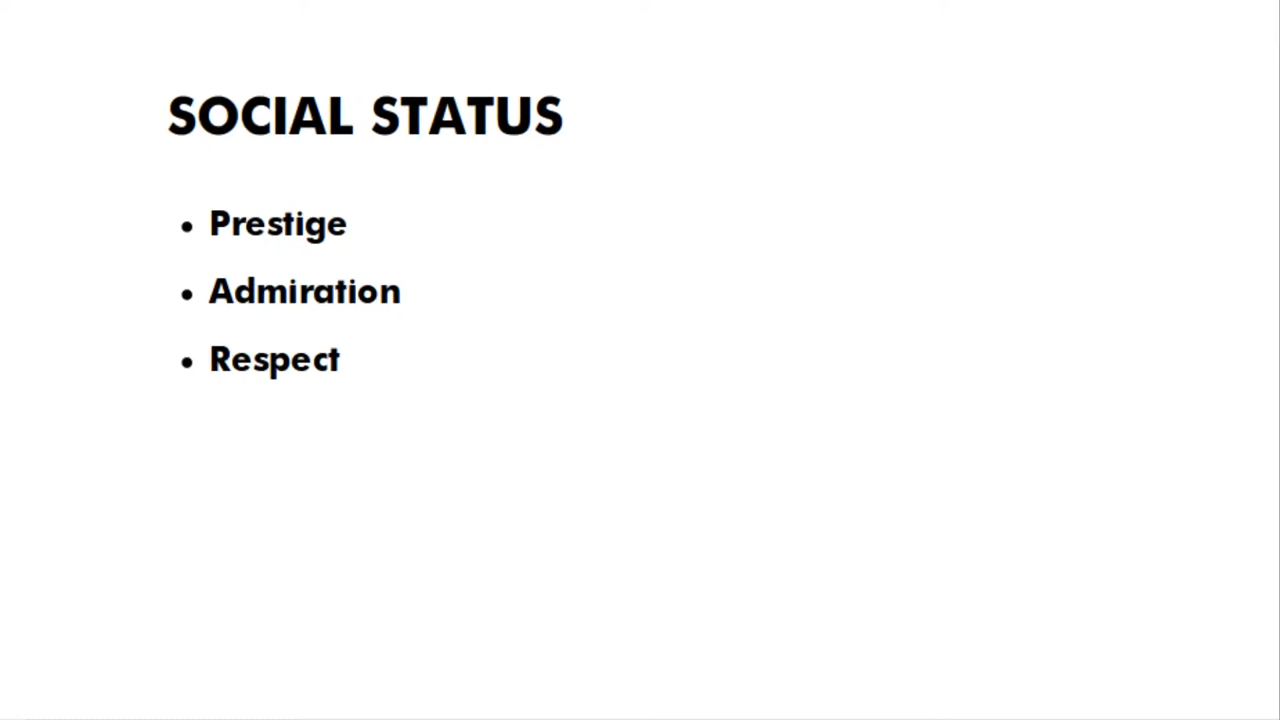 SOCIAL STATUS
• Prestige
• Admiration
• Respect